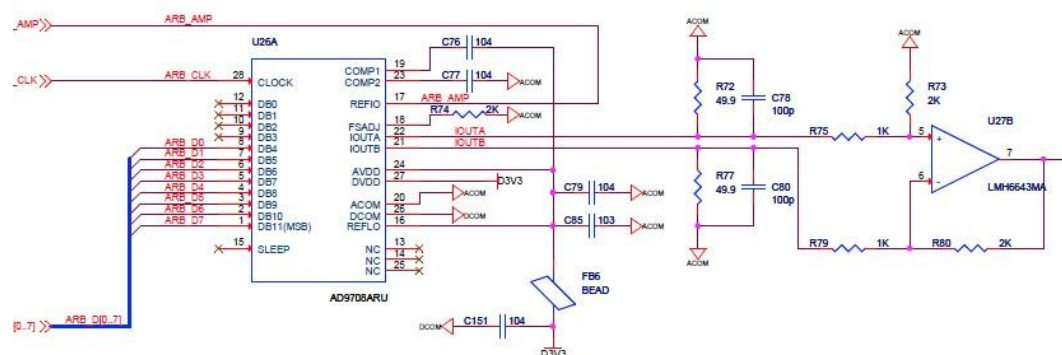 _AMP
ARB_AMP
U26A
C76 104
ACOM
ACOM
_CLK
ARB_CLK
28 CLOCK
COMP1 19
COMP2 23
C77 104 ACOM
REFIO 17 ARB_AMP
FSADJ 18 R74 2K ACOM
IOUTA 22 IOUTA
IOUTB 21 IOUTB
12 DB0
11 DB1
10 DB2
9 DB3
ARB_D0 8 DB4
ARB_D1 7 DB5
ARB_D2 6 DB6
ARB_D3 5 DB7
ARB_D4 4 DB8
ARB_D5 3 DB9
ARB_D6 2 DB10
ARB_D7 1 DB11(MSB)
15 SLEEP
AVDD 24
DVDD 27 D3V3
ACOM 20 ACOM
DCOM 26 DCOM
REFLO 16
NC 13
NC 14
NC 25
AD9708ARU
C79 104 ACOM
C85 103 ACOM
FB6
BEAD
DCOM C151 104
D3V3
[0..7]
ARB_D[0..7]
R72
49.9
C78
100p
R73
2K
R75 1K
U27B
5 +
6 -
7
LMH6643MA
R77
49.9
C80
100p
R79 1K
R80 2K
ACOM